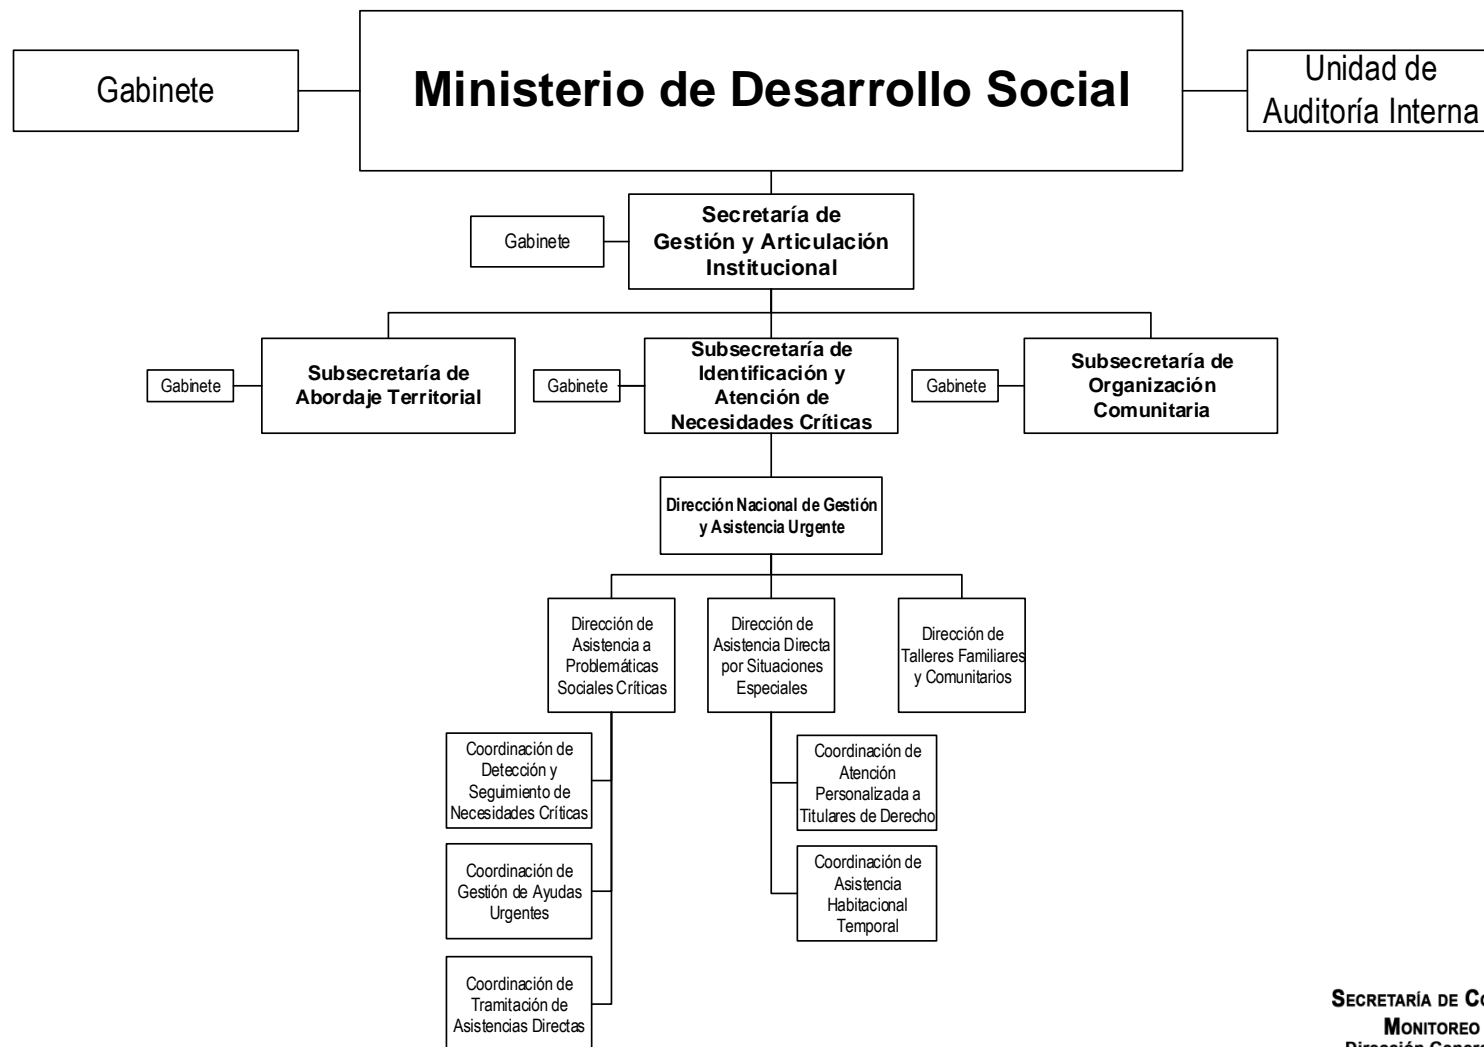 Gabinete
Ministerio de Desarrollo Social
Unidad de
Auditoría Interna
Gabinete
Secretaría de
Gestión y Articulación
Institucional
Gabinete
Subsecretaría de
Abordaje Territorial
Gabinete
Subsecretaría de
Identificación y
Atención de
Necesidades Críticas
Gabinete
Subsecretaría de
Organización
Comunitaria
Dirección Nacional de Gestión
y Asistencia Urgente
Dirección de
Asistencia a
Problemáticas
Sociales Críticas
Dirección de
Asistencia Directa
por Situaciones
Especiales
Dirección de
Talleres Familiares
y Comunitarios
Coordinación de
Detección y
Seguimiento de
Necesidades Críticas
Coordinación de
Atención
Personalizada a
Titulares de Derecho
Coordinación de
Gestión de Ayudas
Urgentes
Coordinación de
Asistencia
Habitacional
Temporal
Coordinación de
Tramitación de
Asistencias Directas
SECRETARÍA DE
MONITOREO
Dirección